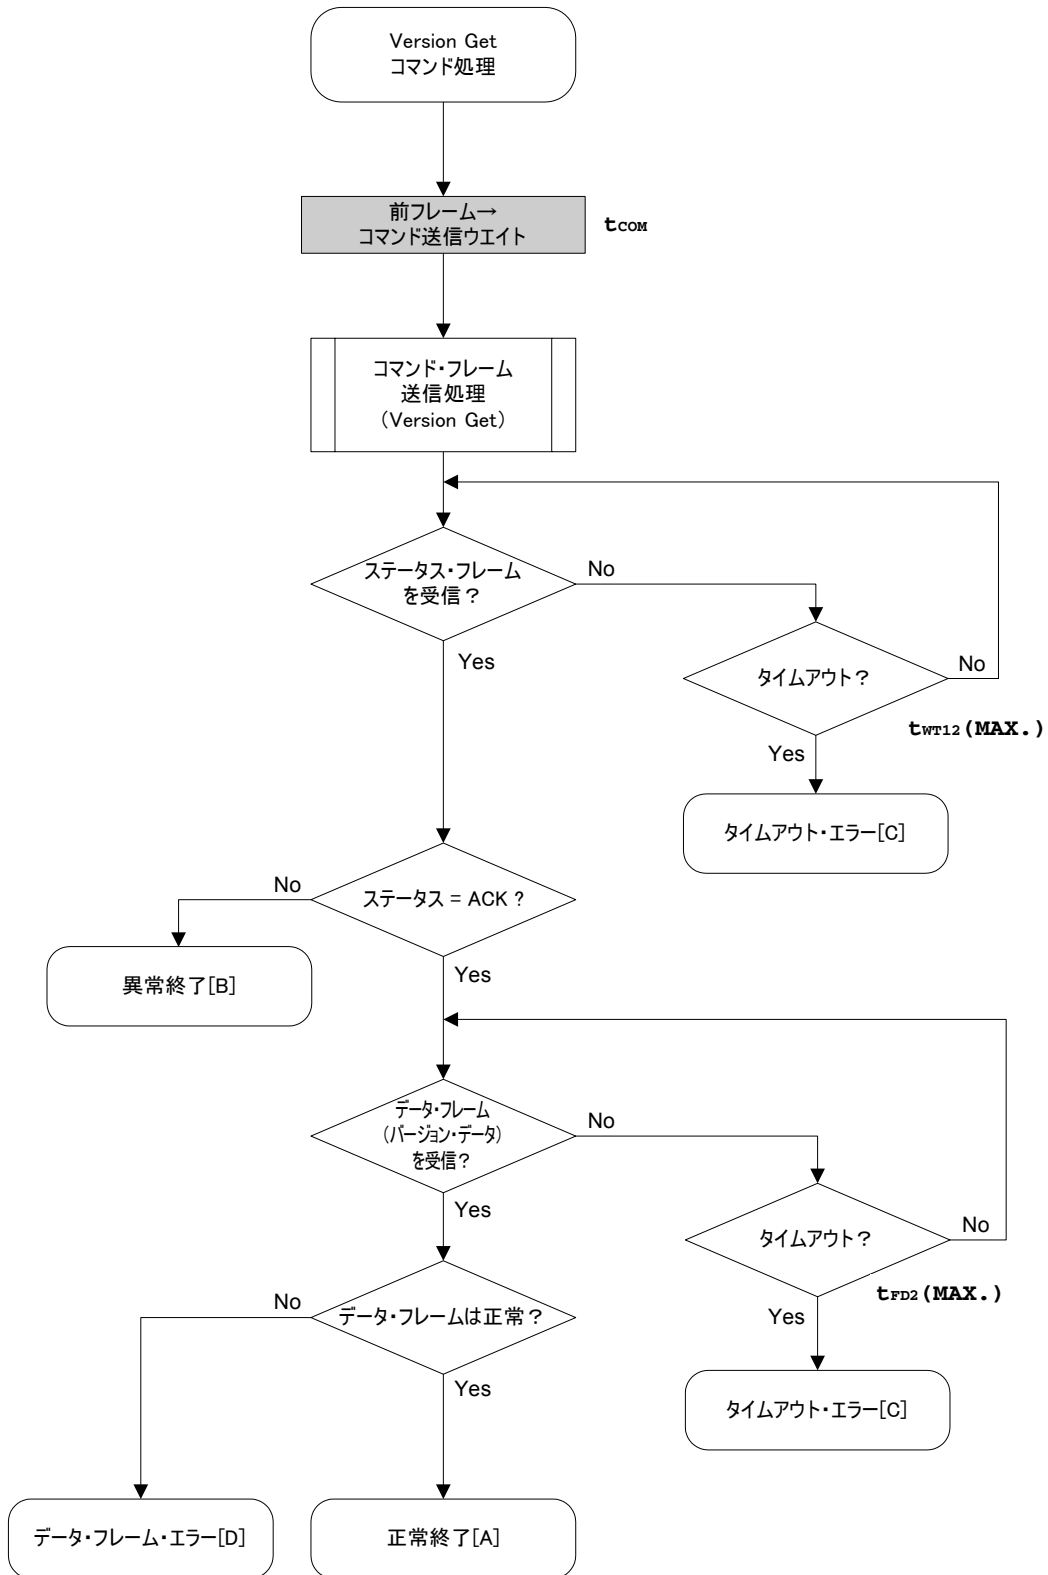 Version Get
コマンド処理
前フレーム→
コマンド送信ウエイト
tCOM
コマンド・フレーム
送信処理
（Version Get）
ステータス・フレーム
を受信？
No
Yes
タイムアウト？
No
tWT12(MAX.)
Yes
タイムアウト・エラー[C]
ステータス = ACK ?
No
Yes
異常終了[B]
データ・フレーム
（バージョン・データ）
を受信？
No
Yes
タイムアウト？
No
tFD2(MAX.)
Yes
データ・フレームは正常？
No
Yes
タイムアウト・エラー[C]
データ・フレーム・エラー[D]
正常終了[A]